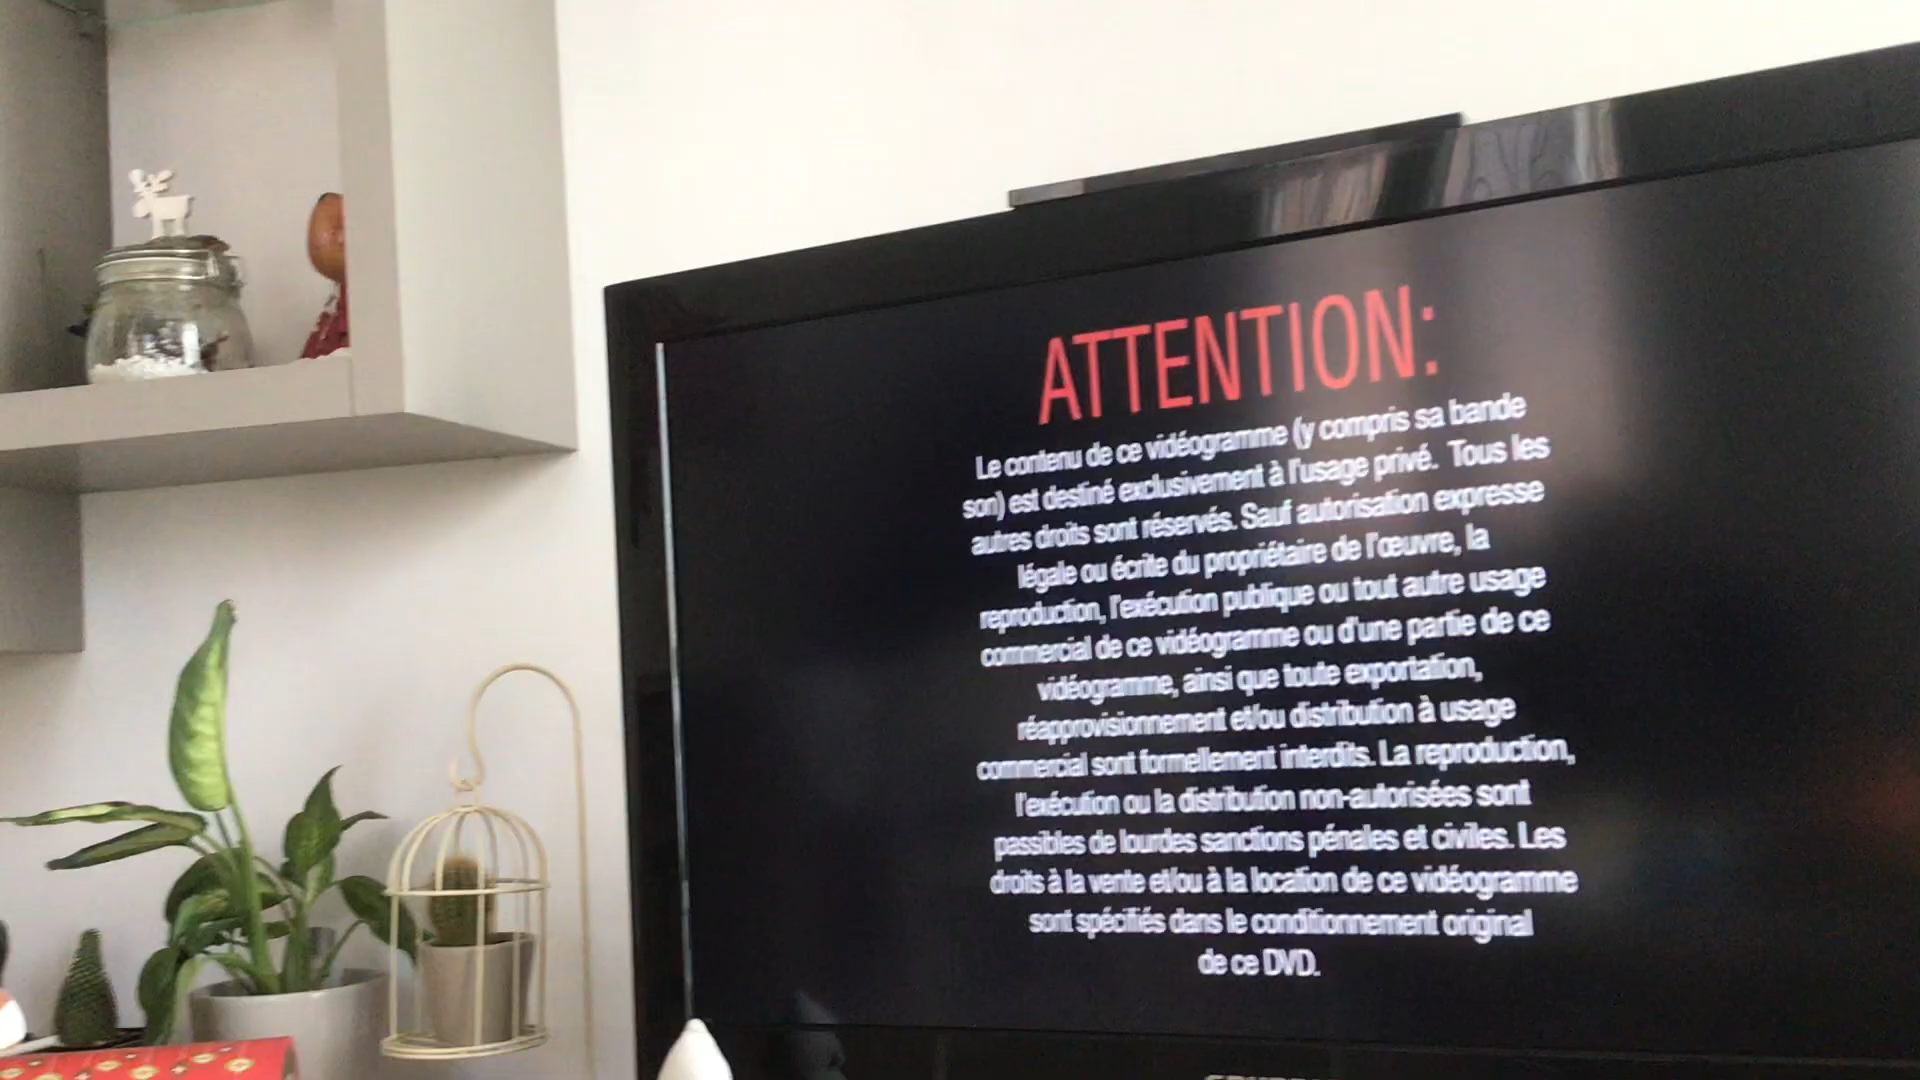 ATTENTION:
Le contenu de ce vidéogramme (y compris sa bande
son) est destiné exclusivement à l'usage privé. Tous les
autres droits sont réservés. Sauf autorisation expresse
légale ou écrite du propriétaire de l'œuvre, la
reproduction, l'exécution publique ou tout autre usage
commercial de ce vidéogramme ou d'une partie de ce
vidéogramme, ainsi que toute exportation,
réapprovisionnement et/ou distribution à usage
commercial sont formellement interdits. La reproduction,
l'exécution ou la distribution non-autorisées sont
passibles de lourdes sanctions pénales et civiles. Les
droits à la vente et/ou à la location de ce vidéogramme
sont spécifiés dans le conditionnement original
de ce DVD.